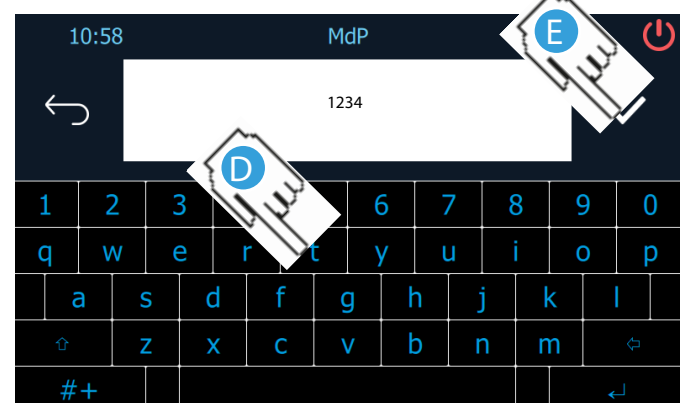 10:58 MdP E
1234
D
1 2 3 6 7 8 9 0
q w e r t y u i o p
a s d f g h j k l
z x c v b n m
#+